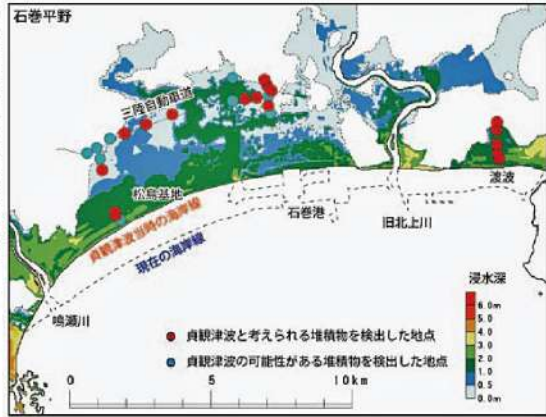 石巻平野
三陸自動車道
松島基地
渡波
石巻港
旧北上川
貞観津波当時の海岸線
現在の海岸線
鳴瀬川
浸水深
6.0m
5.0
4.0
3.0
2.0
1.0
0.5
0.0m
貞観津波と考えられる堆積物を検出した地点
貞観津波の可能性がある堆積物を検出した地点
0 5 10km